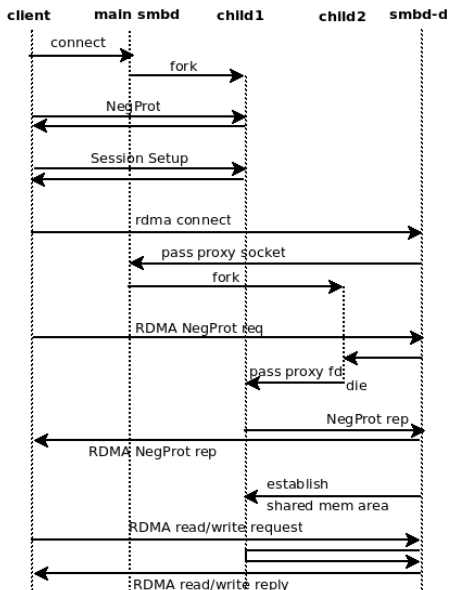 client main smbd child1 child2 smbd-d
connect
fork
NegProt
Session Setup
rdma connect
pass proxy socket
fork
RDMA NegProt req
pass proxy fd
die
NegProt rep
RDMA NegProt rep
establish
shared mem area
RDMA read/write request
RDMA read/write reply